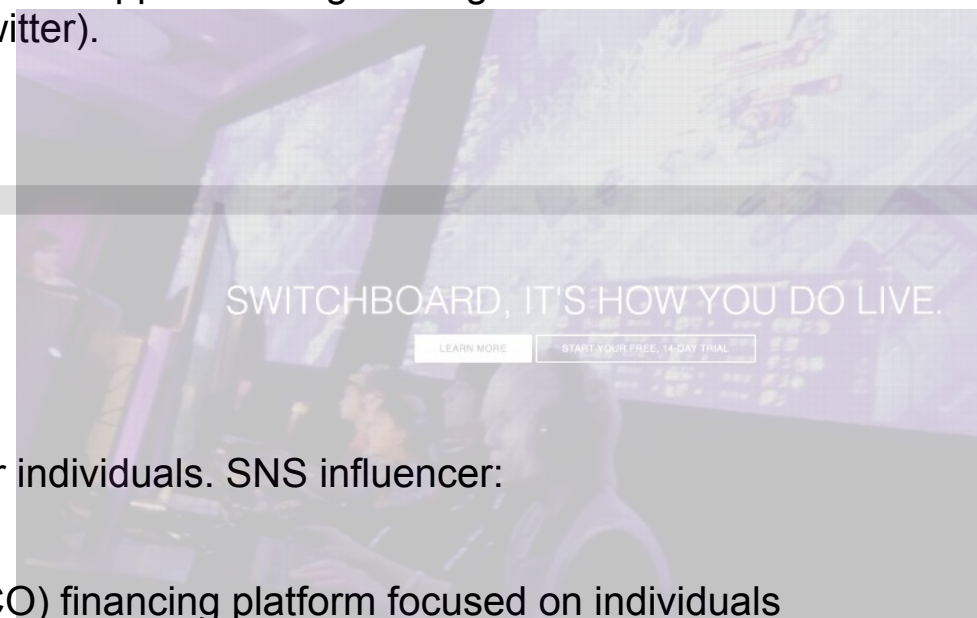 witter).
SWITCHBOARD, IT'S HOW YOU DO LIVE.
LEARN MORE
START YOUR FREE, 14-DAY TRIAL
individuals. SNS influencer:
CO) financing platform focused on individuals